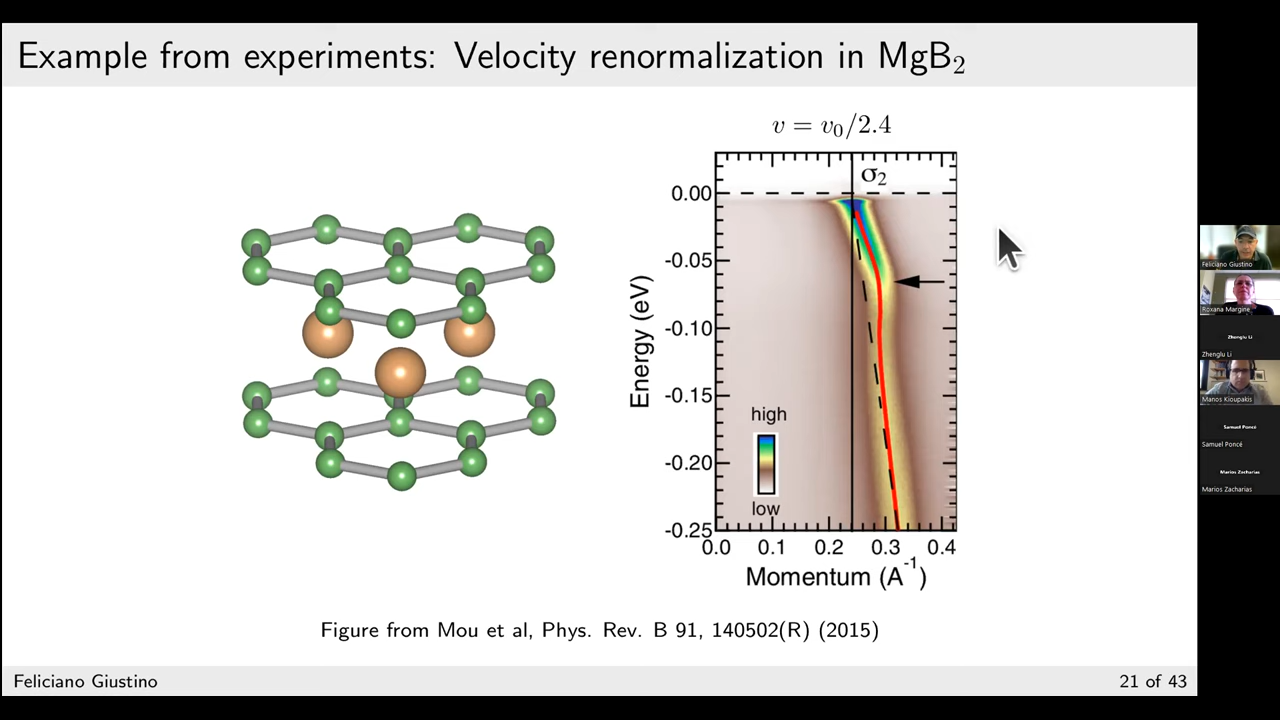 Example from experiments: Velocity renormalization in MgB₂
v = v₀/2.4
σ₂
0.00
-0.05
-0.10
-0.15
-0.20
-0.25
Energy (eV)
high
low
0.0 0.1 0.2 0.3 0.4
Momentum (A⁻¹)
Figure from Mou et al, Phys. Rev. B 91, 140502(R) (2015)
Feliciano Giustino
21 of 43
Feliciano Giustino
Roxana Margine
Zhenglu Li
Zhenglu Li
Manos Kioupakis
Samuel Poncé
Samuel Poncé
Marios Zacharias
Marios Zacharias